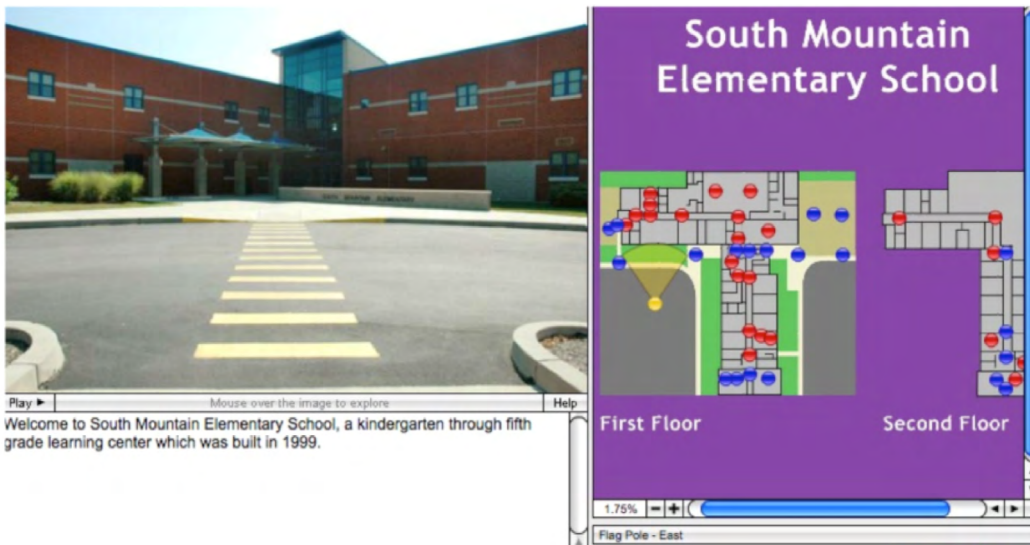 South Mountain
Elementary School
Play
Mouse over the image to explore
Help
Welcome to South Mountain Elementary School, a kindergarten through fifth
grade learning center which was built in 1999.
First Floor
Second Floor
1.75%
Flag Pole - East